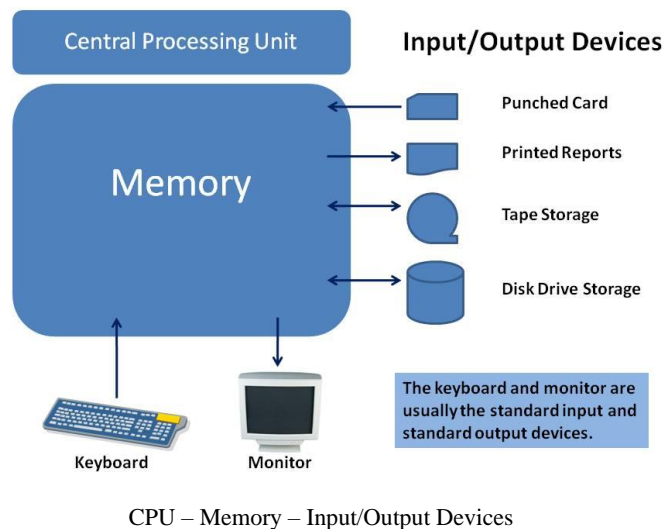 Central Processing Unit
Input/Output Devices
Memory
Punched Card
Printed Reports
Tape Storage
Disk Drive Storage
The keyboard and monitor are
usually the standard input and
standard output devices.
Keyboard
Monitor
CPU – Memory – Input/Output Devices